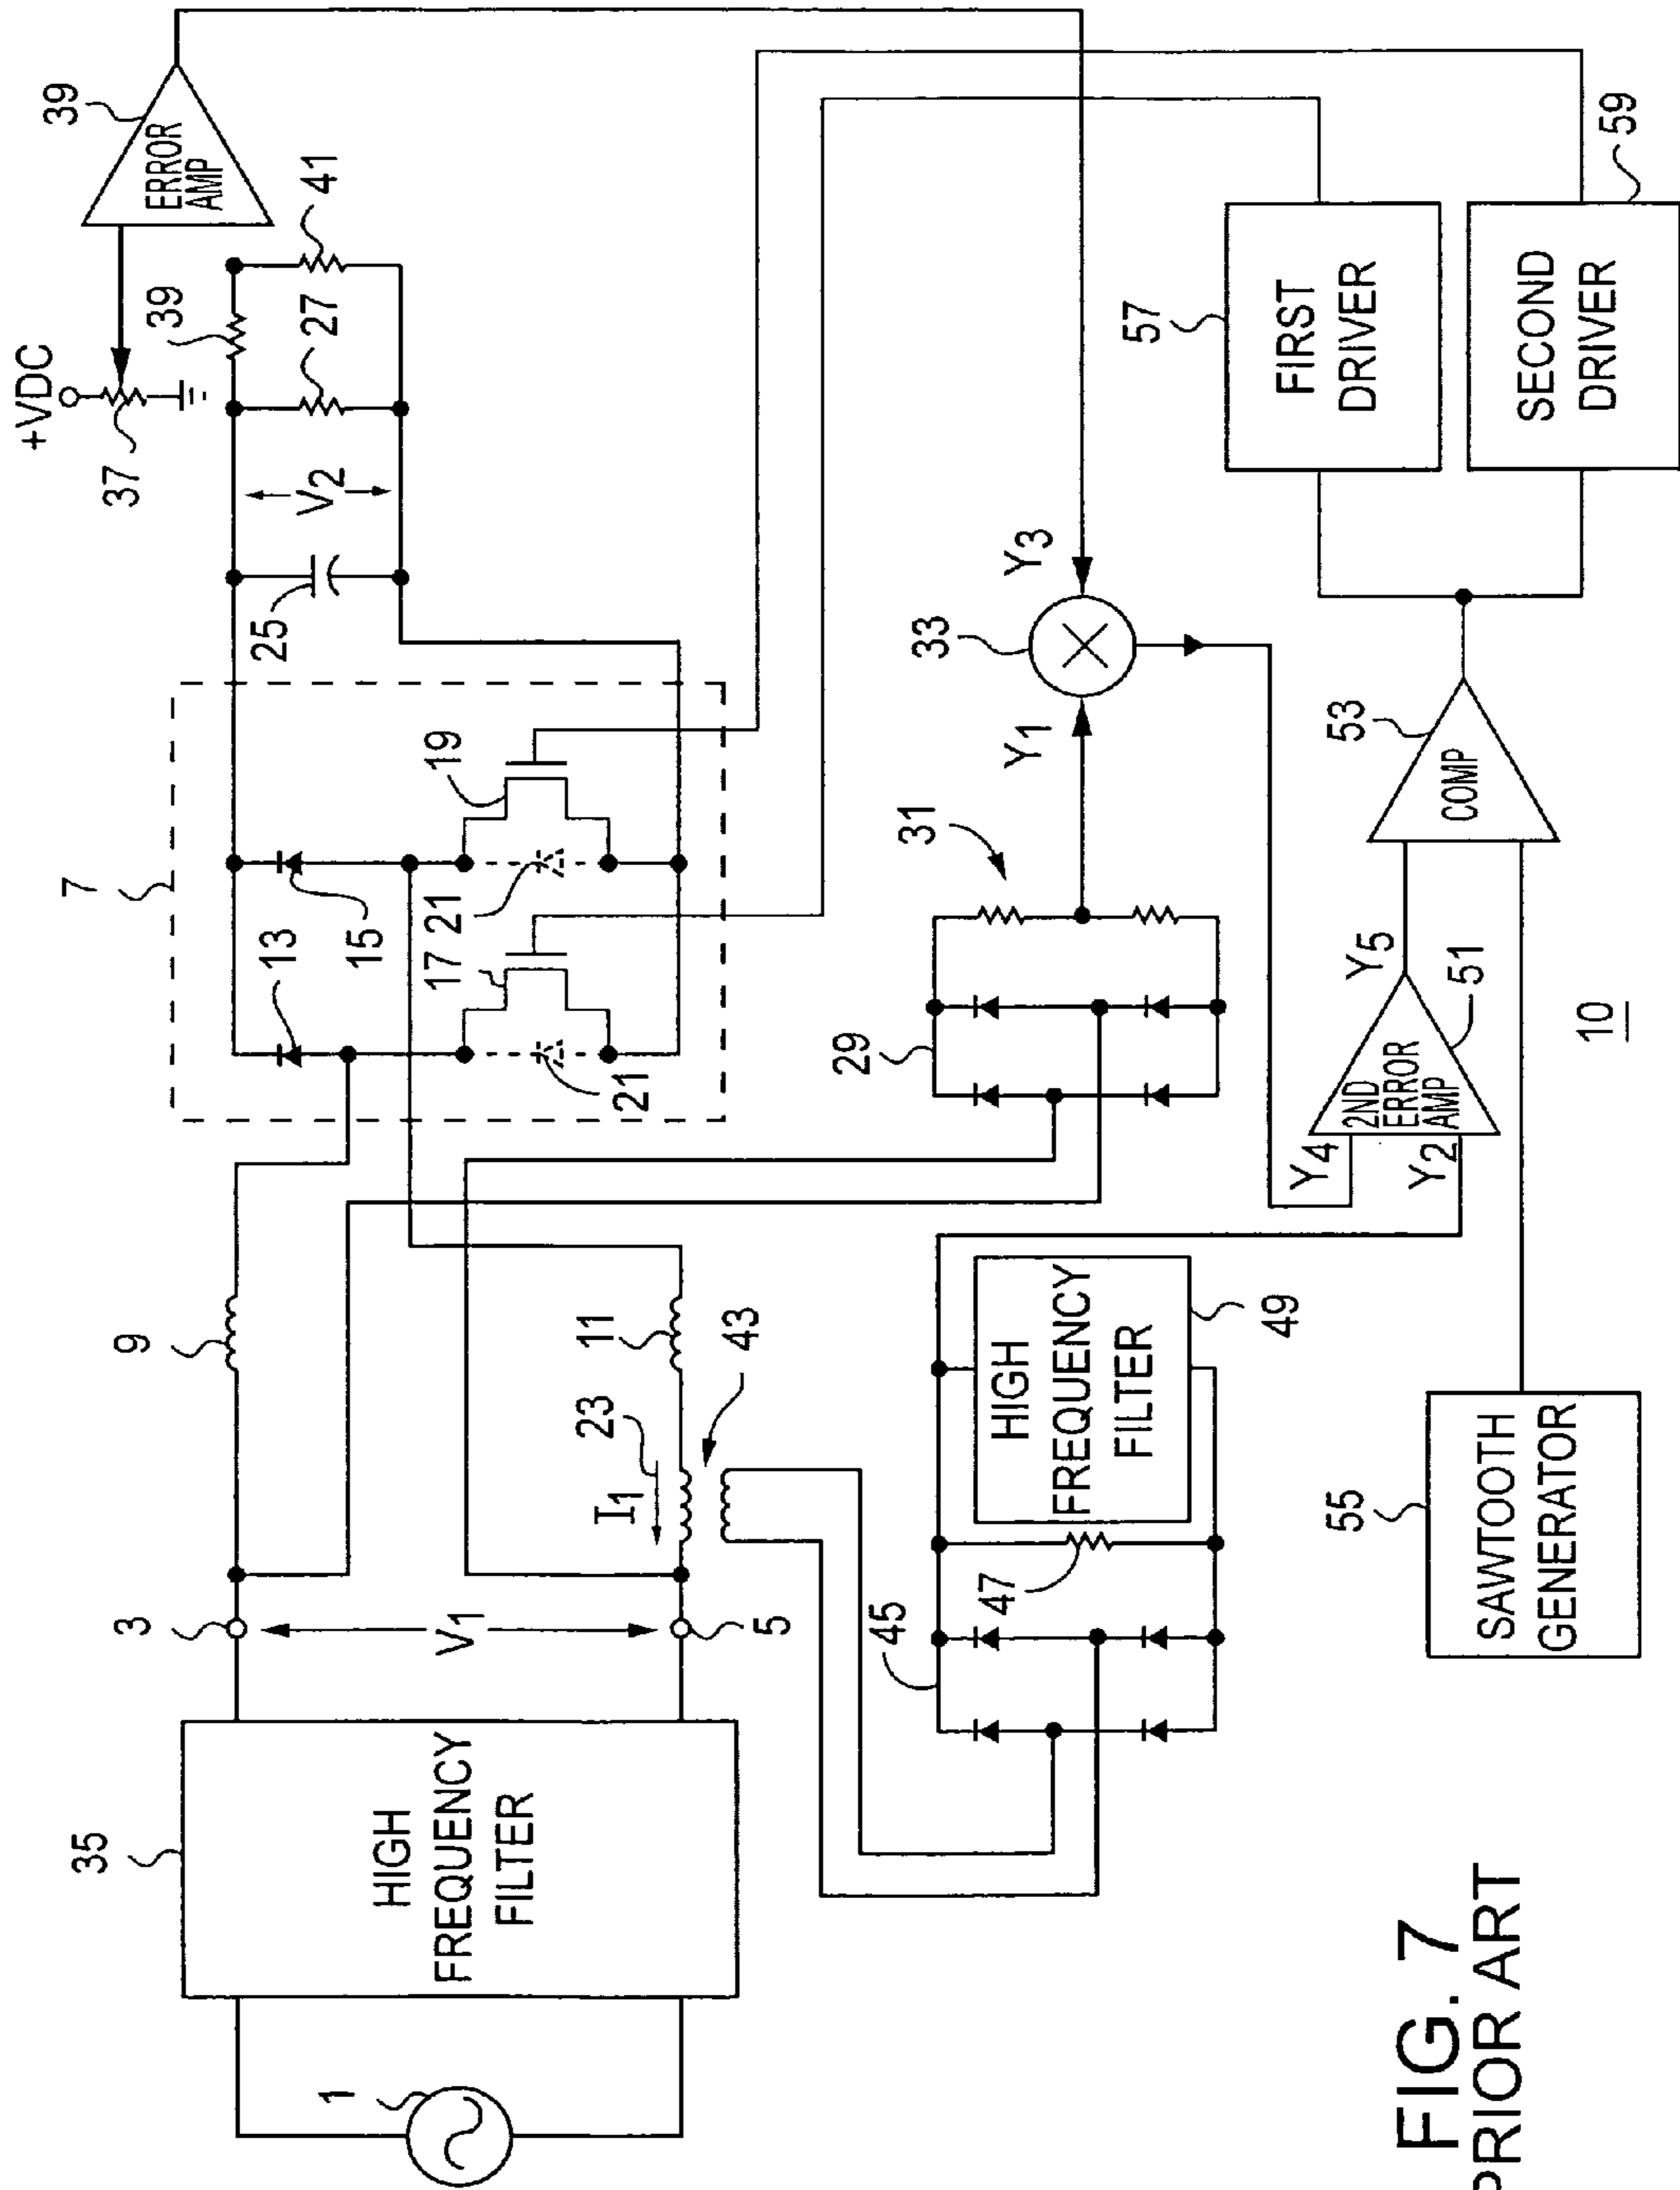 +VDC
37
39
27
41
39
ERROR
AMP
V2
25
7
13
15
17
19
21
21
9
3
V1
5
I1
23
11
43
35
HIGH
FREQUENCY
FILTER
1
29
31
Y1
33
Y3
45
47
HIGH
FREQUENCY
FILTER
49
Y4
Y2
2ND
ERROR
AMP
Y5
51
COMP
53
57
FIRST
DRIVER
SECOND
DRIVER
59
55
SAWTOOTH
GENERATOR
10
FIG. 7
PRIOR ART